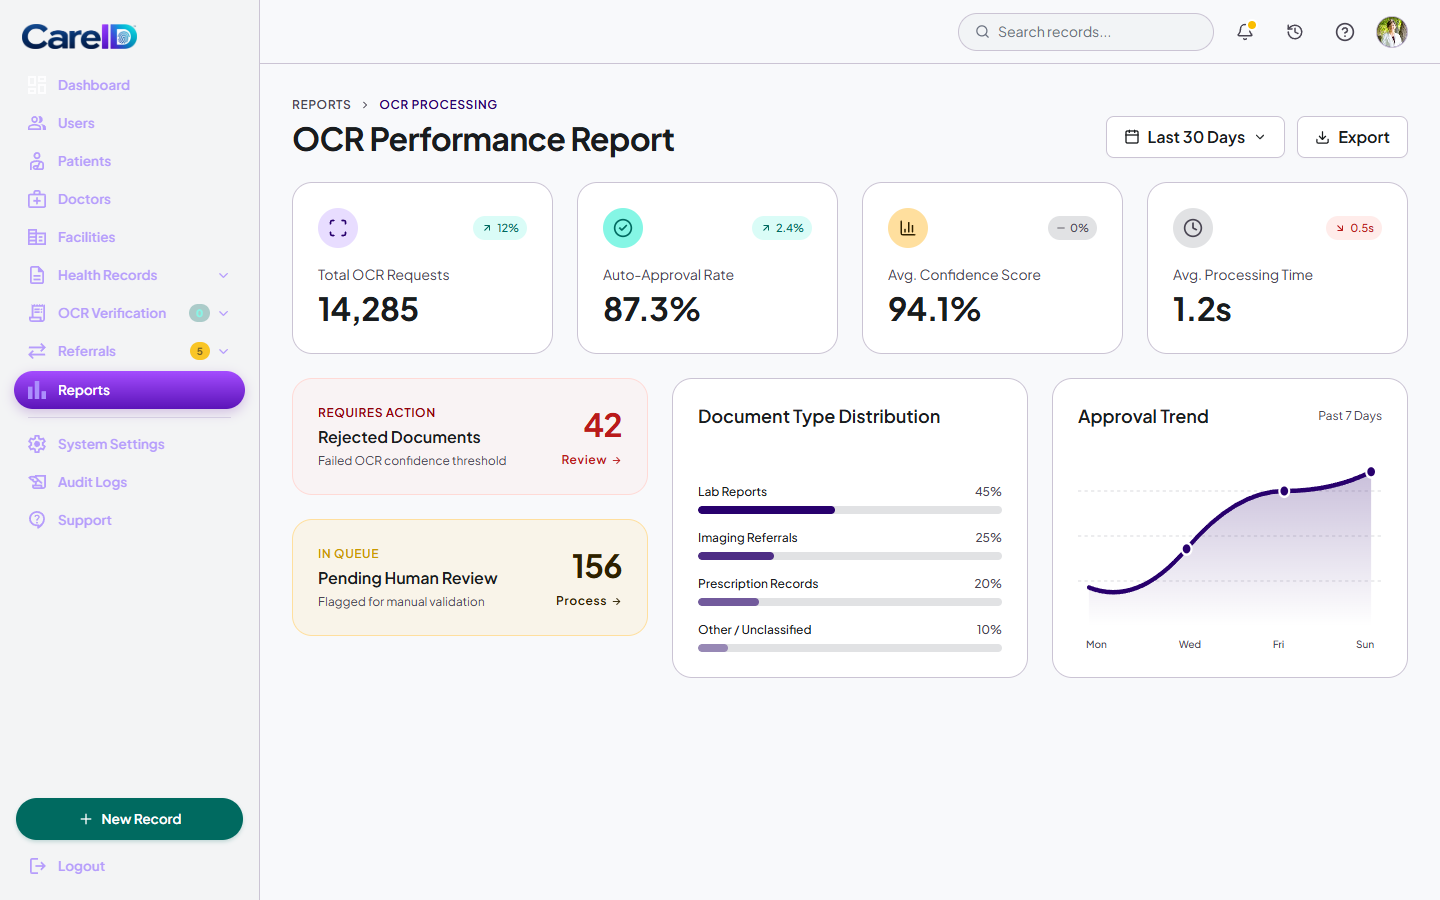 CareID
Dashboard
Users
Patients
Doctors
Facilities
Health Records
OCR Verification 0
Referrals 5
Reports
System Settings
Audit Logs
Support
New Record
Logout
Search records...
REPORTS > OCR PROCESSING
OCR Performance Report
Last 30 Days
Export
12%
Total OCR Requests
14,285
2.4%
Auto-Approval Rate
87.3%
0%
Avg. Confidence Score
94.1%
0.5s
Avg. Processing Time
1.2s
REQUIRES ACTION
Rejected Documents
Failed OCR confidence threshold
42
Review →
IN QUEUE
Pending Human Review
Flagged for manual validation
156
Process →
Document Type Distribution
Lab Reports 45%
Imaging Referrals 25%
Prescription Records 20%
Other / Unclassified 10%
Approval Trend Past 7 Days
Mon Wed Fri Sun